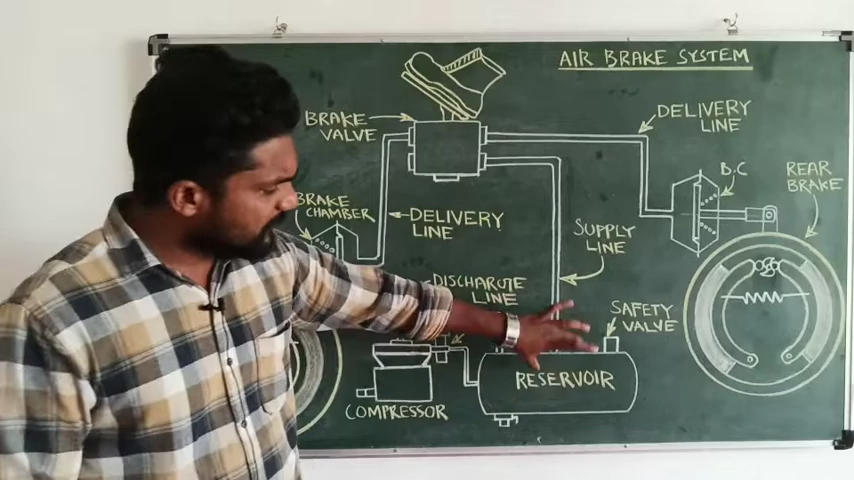 AIR BRAKE SYSTEM
BRAKE
VALVE
DELIVERY
LINE
B.C
REAR
BRAKE
BRAKE
CHAMBER
DELIVERY
LINE
SUPPLY
LINE
DISCHARGE
LINE
SAFETY
VALVE
RESERVOIR
COMPRESSOR